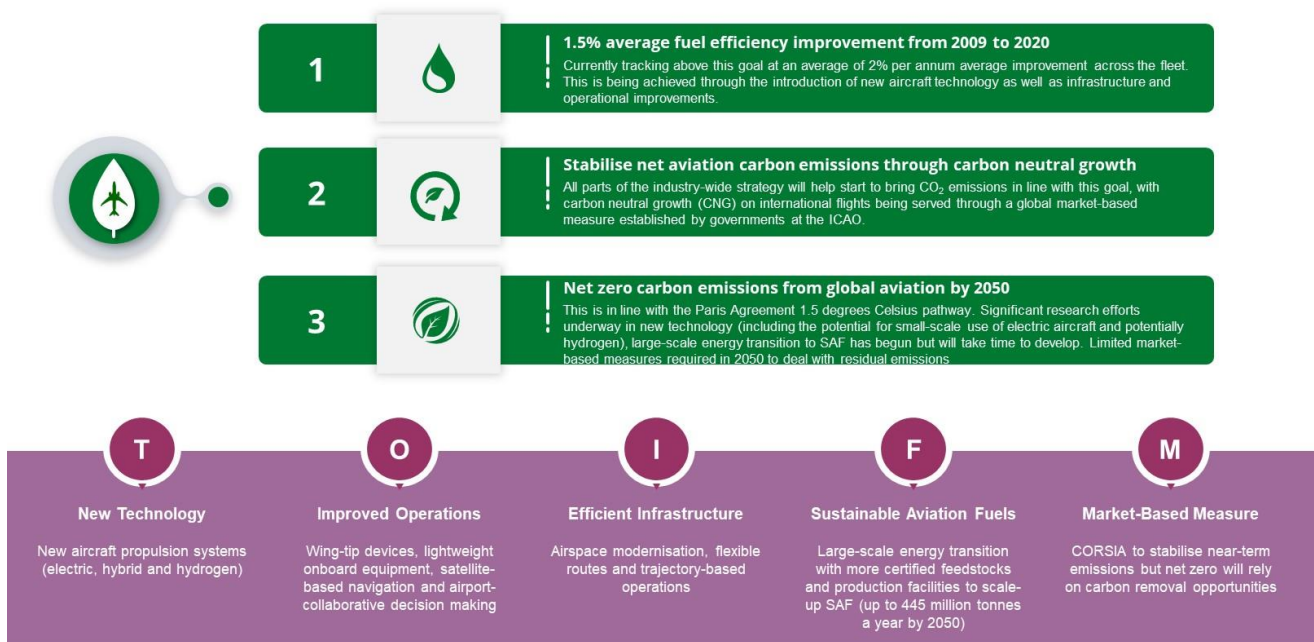 1
1.5% average fuel efficiency improvement from 2009 to 2020
Currently tracking above this goal at an average of 2% per annum average improvement across the fleet.
This is being achieved through the introduction of new aircraft technology as well as infrastructure and
operational improvements.
2
Stabilise net aviation carbon emissions through carbon neutral growth
All parts of the industry-wide strategy will help start to bring CO₂ emissions in line with this goal, with
carbon neutral growth (CNG) on international flights being served through a global market-based
measure established by governments at the ICAO.
3
Net zero carbon emissions from global aviation by 2050
This is in line with the Paris Agreement 1.5 degrees Celsius pathway. Significant research efforts
underway in new technology (including the potential for small-scale use of electric aircraft and potentially
hydrogen), large-scale energy transition to SAF has begun but will take time to develop. Limited market-
based measures required in 2050 to deal with residual emissions
T
New Technology
New aircraft propulsion systems
(electric, hybrid and hydrogen)
O
Improved Operations
Wing-tip devices, lightweight
onboard equipment, satellite-
based navigation and airport-
collaborative decision making
I
Efficient Infrastructure
Airspace modernisation, flexible
routes and trajectory-based
operations
F
Sustainable Aviation Fuels
Large-scale energy transition
with more certified feedstocks
and production facilities to scale-
up SAF (up to 445 million tonnes
a year by 2050)
M
Market-Based Measure
CORSIA to stabilise near-term
emissions but net zero will rely
on carbon removal opportunities